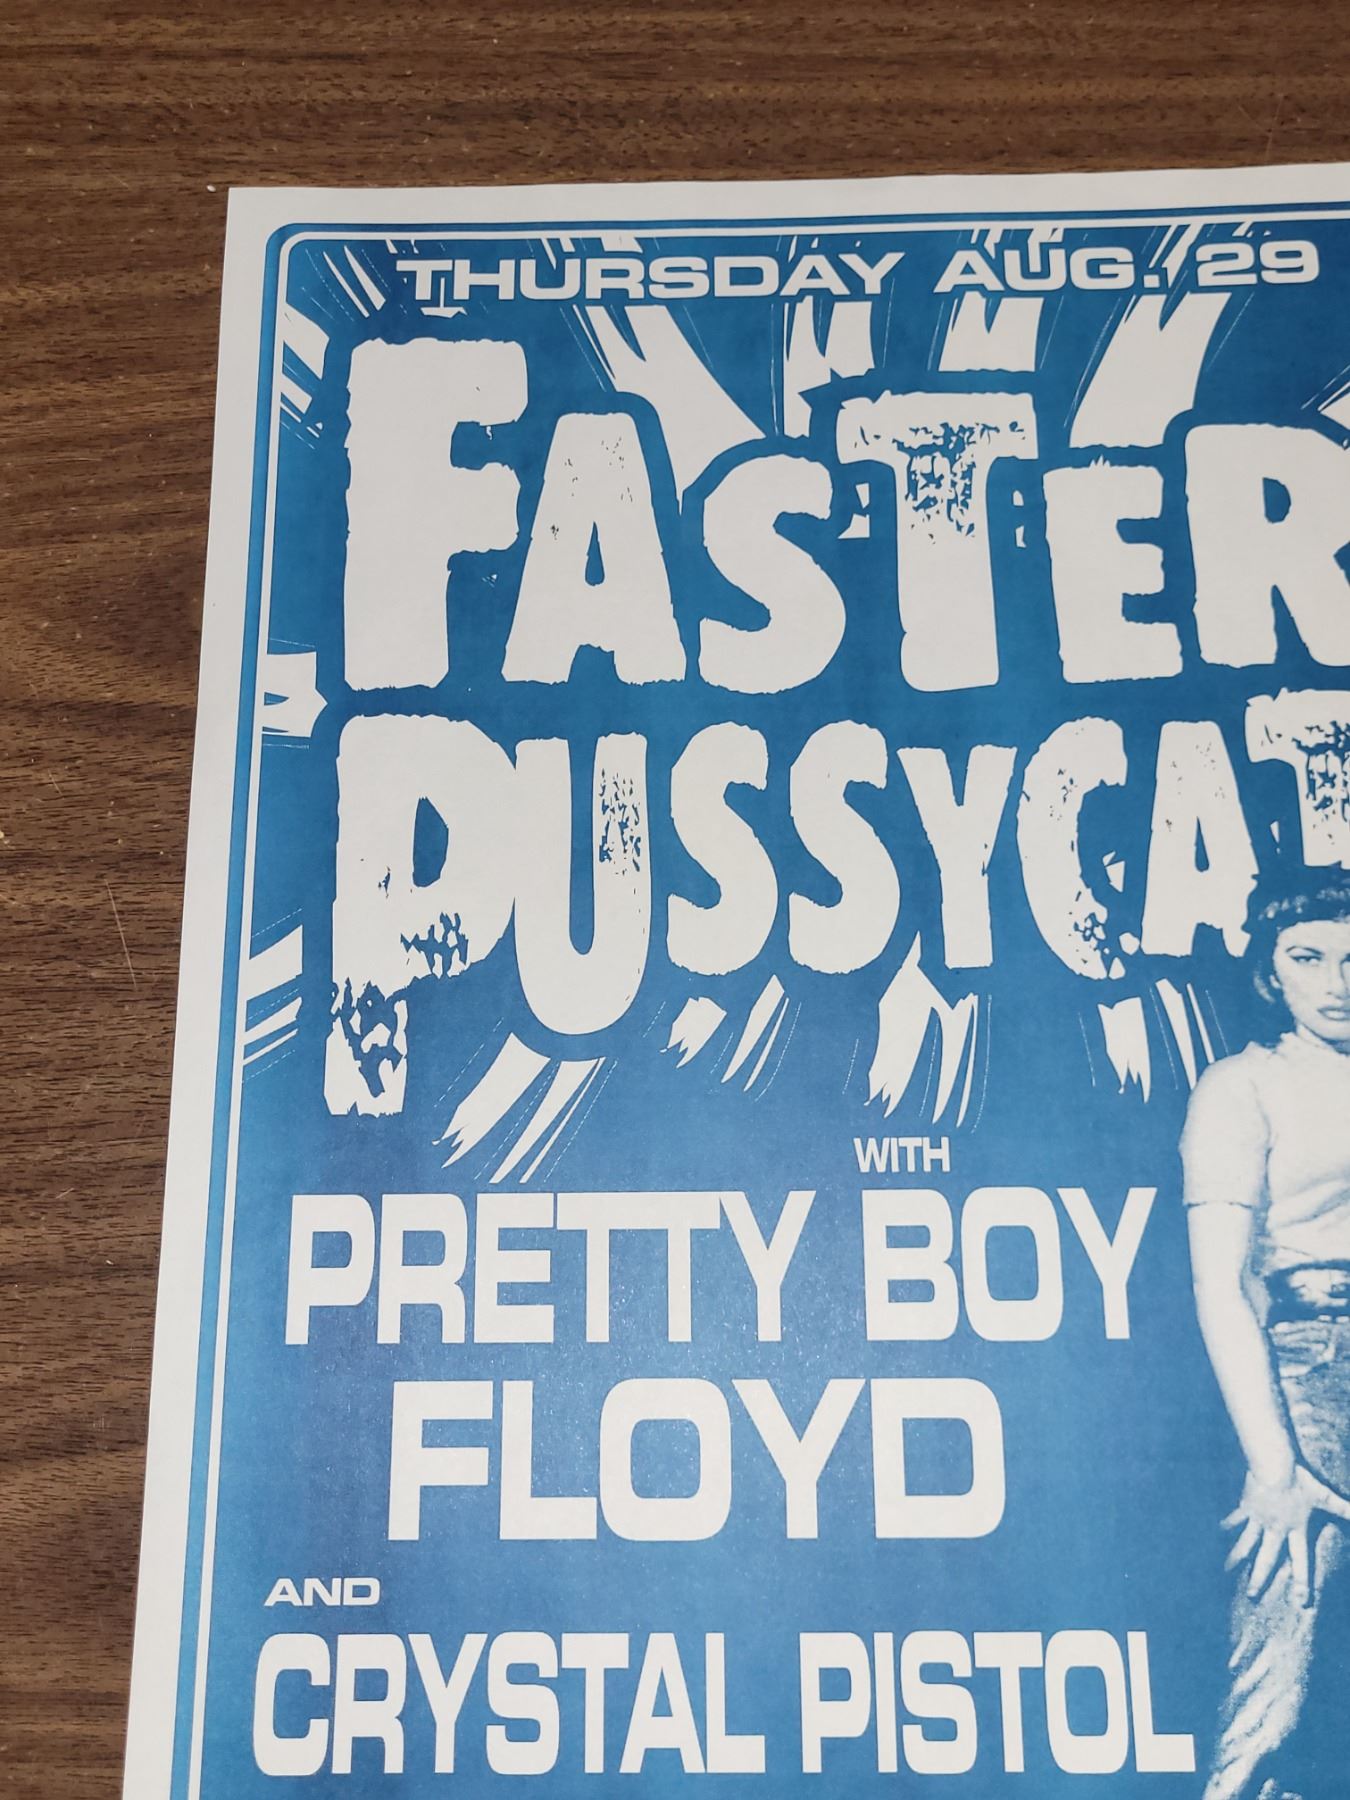 THURSDAY AUG. 29
FASTER
PUSSYCAT
WITH
PRETTY BOY
FLOYD
AND
CRYSTAL PISTOL